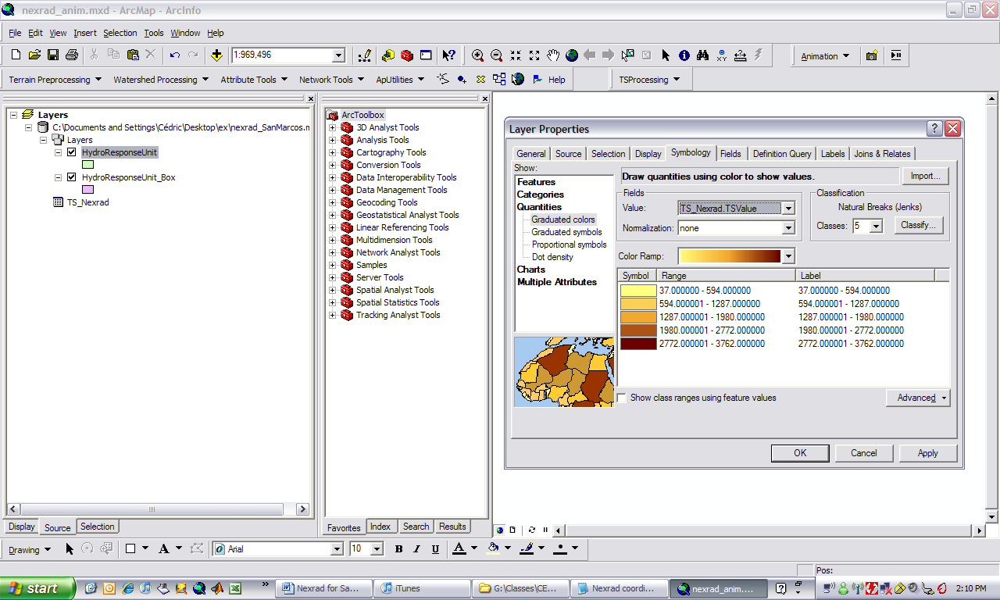 nexrad_anim.mxd - ArcMap - ArcInfo
File Edit View Insert Selection Tools Window Help
1:969,496
Animation
Terrain Preprocessing Watershed Processing Attribute Tools Network Tools ApUtilities Help TSProcessing
Layers
C:\Documents and Settings\Cédric\Desktop\ex\nexrad_SanMarcos.m
Layers
HydroResponseUnit
HydroResponseUnit_Box
TS_Nexrad
Display Source Selection
ArcToolbox
3D Analyst Tools
Analysis Tools
Cartography Tools
Conversion Tools
Data Interoperability Tools
Data Management Tools
Geocoding Tools
Geostatistical Analyst Tools
Linear Referencing Tools
Multidimension Tools
Network Analyst Tools
Samples
Server Tools
Spatial Analyst Tools
Spatial Statistics Tools
Tracking Analyst Tools
Favorites Index Search Results
Layer Properties
General Source Selection Display Symbology Fields Definition Query Labels Joins & Relates
Show:
Features
Categories
Quantities
Graduated colors
Graduated symbols
Proportional symbols
Dot density
Charts
Multiple Attributes
Draw quantities using color to show values.
Import...
Fields
Value: TS_Nexrad.TSValue
Normalization: none
Classification
Natural Breaks (Jenks)
Classes: 5 Classify...
Color Ramp:
Symbol Range Label
37.000000 - 594.000000 37.000000 - 594.000000
594.000001 - 1287.000000 594.000001 - 1287.000000
1287.000001 - 1980.000000 1287.000001 - 1980.000000
1980.000001 - 2772.000000 1980.000001 - 2772.000000
2772.000001 - 3762.000000 2772.000001 - 3762.000000
Show class ranges using feature values
Advanced
OK Cancel Apply
Drawing A Arial 10 B I U A
Pos:
start
Nexrad for Sa... iTunes G:\Classes\CE... Nexrad coordi... nexrad_anim.... 2:10 PM